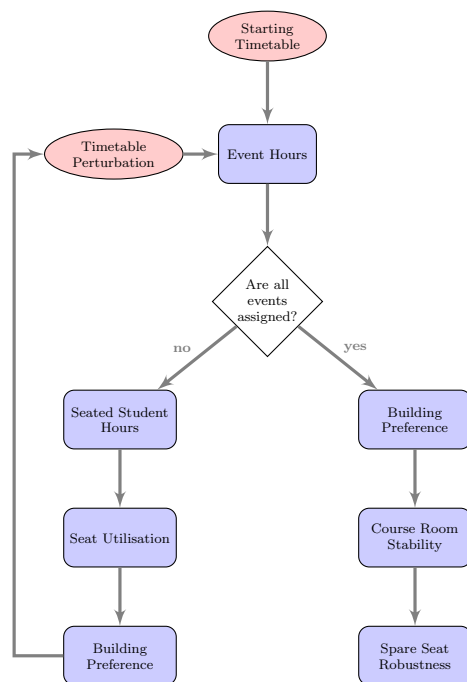 Starting
Timetable
Timetable
Perturbation
Event Hours
Are all
events
assigned?
no
yes
Seated Student
Hours
Building
Preference
Seat Utilisation
Course Room
Stability
Building
Preference
Spare Seat
Robustness